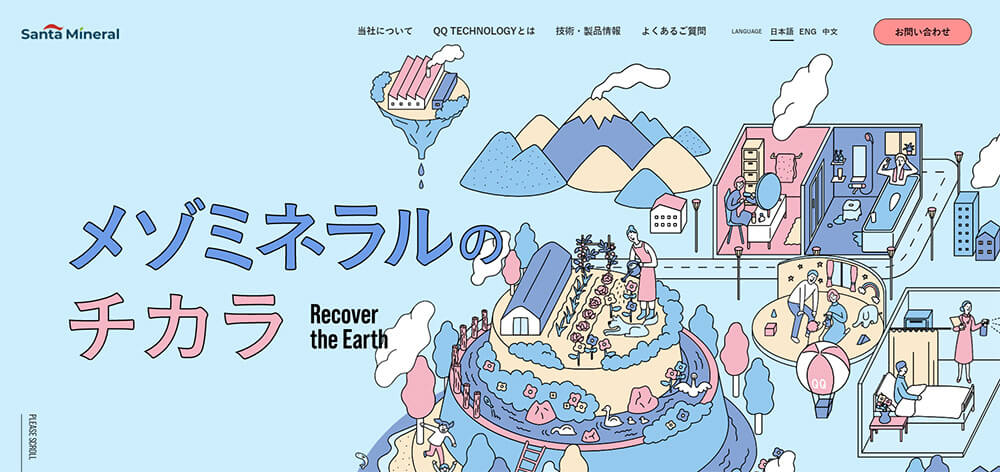 Santa Mineral
当社について
QQ TECHNOLOGYとは
技術・製品情報
よくあるご質問
LANGUAGE 日本語 ENG 中文
お問い合わせ
メゾミネラルの
チカラ
Recover
the Earth
QQ
PLEASE SCROLL